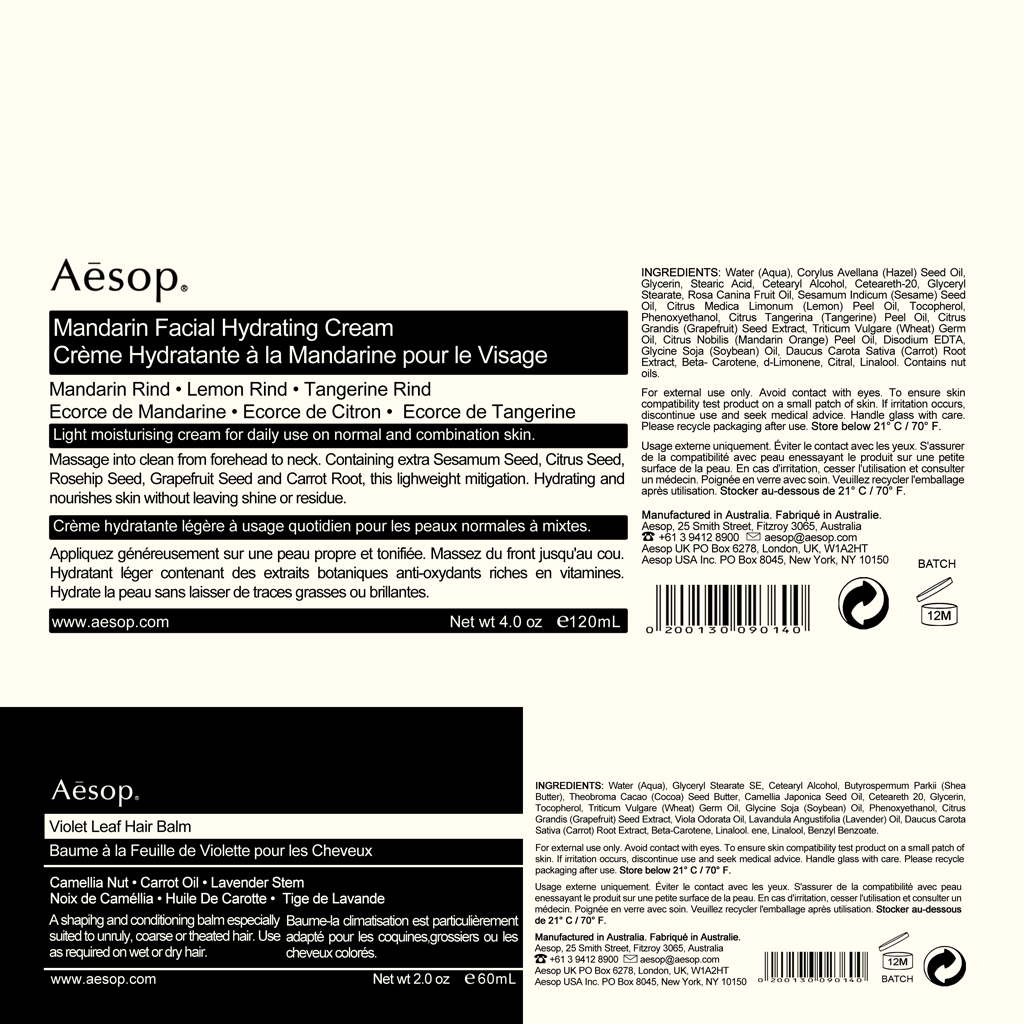 Aēsop®
Mandarin Facial Hydrating Cream
Crème Hydratante à la Mandarine pour le Visage
Mandarin Rind • Lemon Rind • Tangerine Rind
Ecorce de Mandarine • Ecorce de Citron • Ecorce de Tangerine
Light moisturising cream for daily use on normal and combination skin.
Massage into clean from forehead to neck. Containing extra Sesamum Seed, Citrus Seed,
Rosehip Seed, Grapefruit Seed and Carrot Root, this lighweight mitigation. Hydrating and
nourishes skin without leaving shine or residue.
Crème hydratante légère à usage quotidien pour les peaux normales à mixtes.
Appliquez généreusement sur une peau propre et tonifiée. Massez du front jusqu'au cou.
Hydratant léger contenant des extraits botaniques anti-oxydants riches en vitamines.
Hydrate la peau sans laisser de traces grasses ou brillantes.
www.aesop.com Net wt 4.0 oz ℮120mL
INGREDIENTS: Water (Aqua), Corylus Avellana (Hazel) Seed Oil,
Glycerin, Stearic Acid, Cetearyl Alcohol, Ceteareth-20, Glyceryl
Stearate, Rosa Canina Fruit Oil, Sesamum Indicum (Sesame) Seed
Oil, Citrus Medica Limonum (Lemon) Peel Oil, Tocopherol,
Phenoxyethanol, Citrus Tangerina (Tangerine) Peel Oil, Citrus
Grandis (Grapefruit) Seed Extract, Triticum Vulgare (Wheat) Germ
Oil, Citrus Nobilis (Mandarin Orange) Peel Oil, Disodium EDTA,
Glycine Soja (Soybean) Oil, Daucus Carota Sativa (Carrot) Root
Extract, Beta- Carotene, d-Limonene, Citral, Linalool. Contains nut
oils.
For external use only. Avoid contact with eyes. To ensure skin
compatibility test product on a small patch of skin. If irritation occurs,
discontinue use and seek medical advice. Handle glass with care.
Please recycle packaging after use. Store below 21° C / 70° F.
Usage externe uniquement. Éviter le contact avec les yeux. S'assurer
de la compatibilité avec peau enessayant le produit sur une petite
surface de la peau. En cas d'irritation, cesser l'utilisation et consulter
un médecin. Poignée en verre avec soin. Veuillez recycler l'emballage
après utilisation. Stocker au-dessous de 21° C / 70° F.
Manufactured in Australia. Fabriqué in Australie.
Aesop, 25 Smith Street, Fitzroy 3065, Australia
☎ +61 3 9412 8900 ✉ aesop@aesop.com
Aesop UK PO Box 6278, London, UK, W1A2HT
Aesop USA Inc. PO Box 8045, New York, NY 10150
BATCH
12M
0 200130 090140
Aēsop®
Violet Leaf Hair Balm
Baume à la Feuille de Violette pour les Cheveux
Camellia Nut • Carrot Oil • Lavender Stem
Noix de Caméllia • Huile De Carotte • Tige de Lavande
A shapihg and conditioning balm especially
suited to unruly, coarse or theated hair. Use
as required on wet or dry hair.
Baume-la climatisation est particulièrement
adapté pour les coquines,grossiers ou les
cheveux colorés.
www.aesop.com Net wt 2.0 oz ℮60mL
INGREDIENTS: Water (Aqua), Glyceryl Stearate SE, Cetearyl Alcohol, Butyrospermum Parkii (Shea
Butter), Theobroma Cacao (Cocoa) Seed Butter, Camellia Japonica Seed Oil, Ceteareth 20, Glycerin,
Tocopherol, Triticum Vulgare (Wheat) Germ Oil, Glycine Soja (Soybean) Oil, Phenoxyethanol, Citrus
Grandis (Grapefruit) Seed Extract, Viola Odorata Oil, Lavandula Angustifolia (Lavender) Oil, Daucus Carota
Sativa (Carrot) Root Extract, Beta-Carotene, Linalool. ene, Linalool, Benzyl Benzoate.
For external use only. Avoid contact with eyes. To ensure skin compatibility test product on a small patch of
skin. If irritation occurs, discontinue use and seek medical advice. Handle glass with care. Please recycle
packaging after use. Store below 21° C / 70° F.
Usage externe uniquement. Éviter le contact avec les yeux. S'assurer de la compatibilité avec peau
enessayant le produit sur une petite surface de la peau. En cas d'irritation, cesser l'utilisation et consulter un
médecin. Poignée en verre avec soin. Veuillez recycler l'emballage après utilisation. Stocker au-dessous
de 21° C / 70° F.
Manufactured in Australia. Fabriqué in Australie.
Aesop, 25 Smith Street, Fitzroy 3065, Australia
☎ +61 3 9412 8900 ✉ aesop@aesop.com
Aesop UK PO Box 6278, London, UK, W1A2HT
Aesop USA Inc. PO Box 8045, New York, NY 10150
0 200130 090140
12M
BATCH